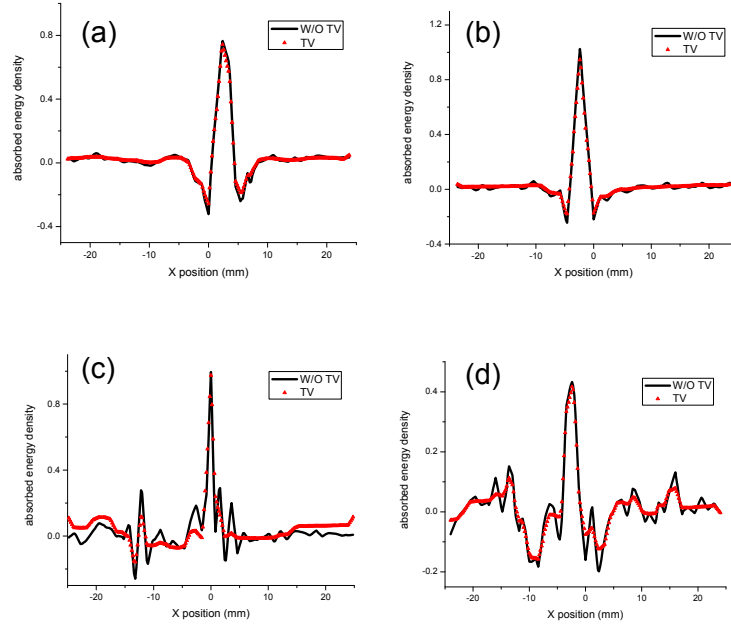 (a)
W/O TV
TV
absorbed energy density
0.8
0.4
0.0
-0.4
-20
-10
0
10
20
X position (mm)
(b)
W/O TV
TV
absorbed energy density
1.2
0.8
0.4
0.0
-0.4
-20
-10
0
10
20
X position (mm)
(c)
W/O TV
TV
absorbed energy density
0.8
0.4
0.0
-20
-10
0
10
20
X position (mm)
(d)
W/O TV
TV
absorbed energy density
0.4
0.2
0.0
-0.2
-20
-10
0
10
20
X position (mm)